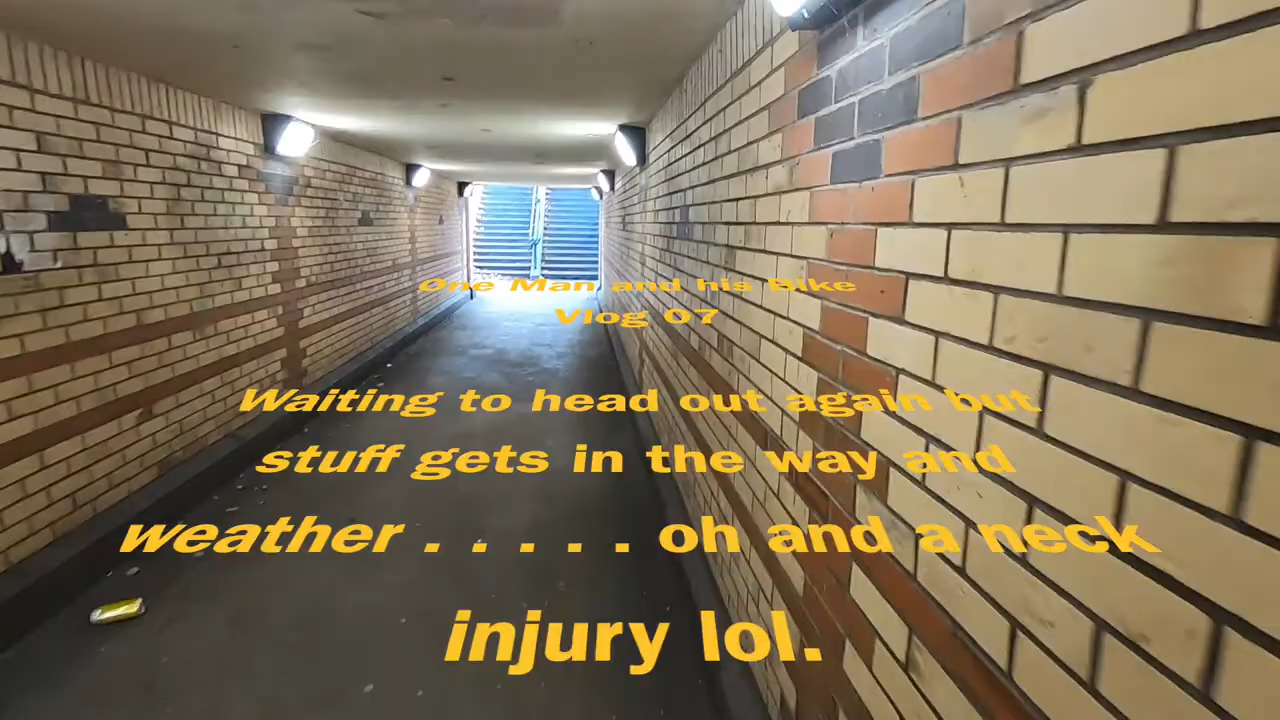 One Man and his Bike
Vlog 07
Waiting to head out again but
stuff gets in the way and
weather . . . . . oh and a neck
injury lol.